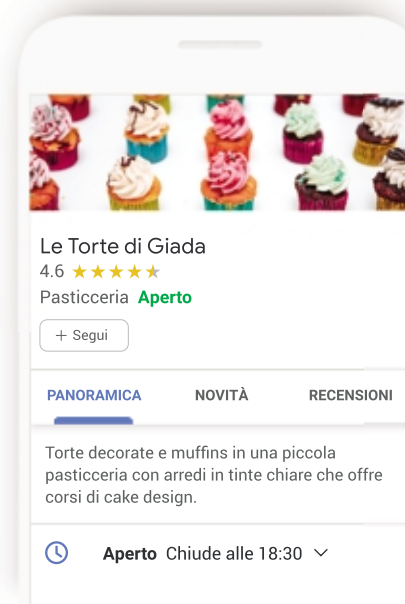 Le Torte di Giada
4.6
Pasticceria Aperto
+ Segui
PANORAMICA NOVITÀ RECENSIONI
Torte decorate e muffins in una piccola
pasticceria con arredi in tinte chiare che offre
corsi di cake design.
Aperto Chiude alle 18:30